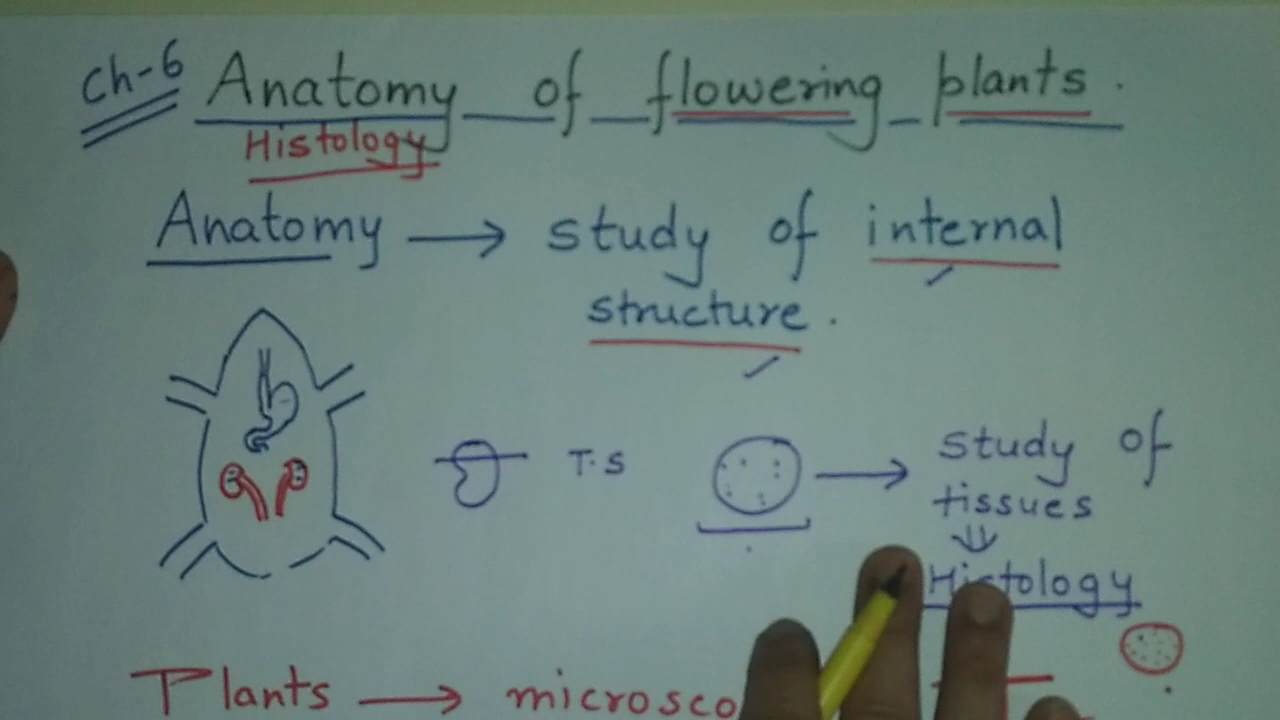 Ch-6 Anatomy of flowering plants.
Histology
Anatomy → study of internal
structure.
T.S
study of
tissues
⇓
Histology
Plants →